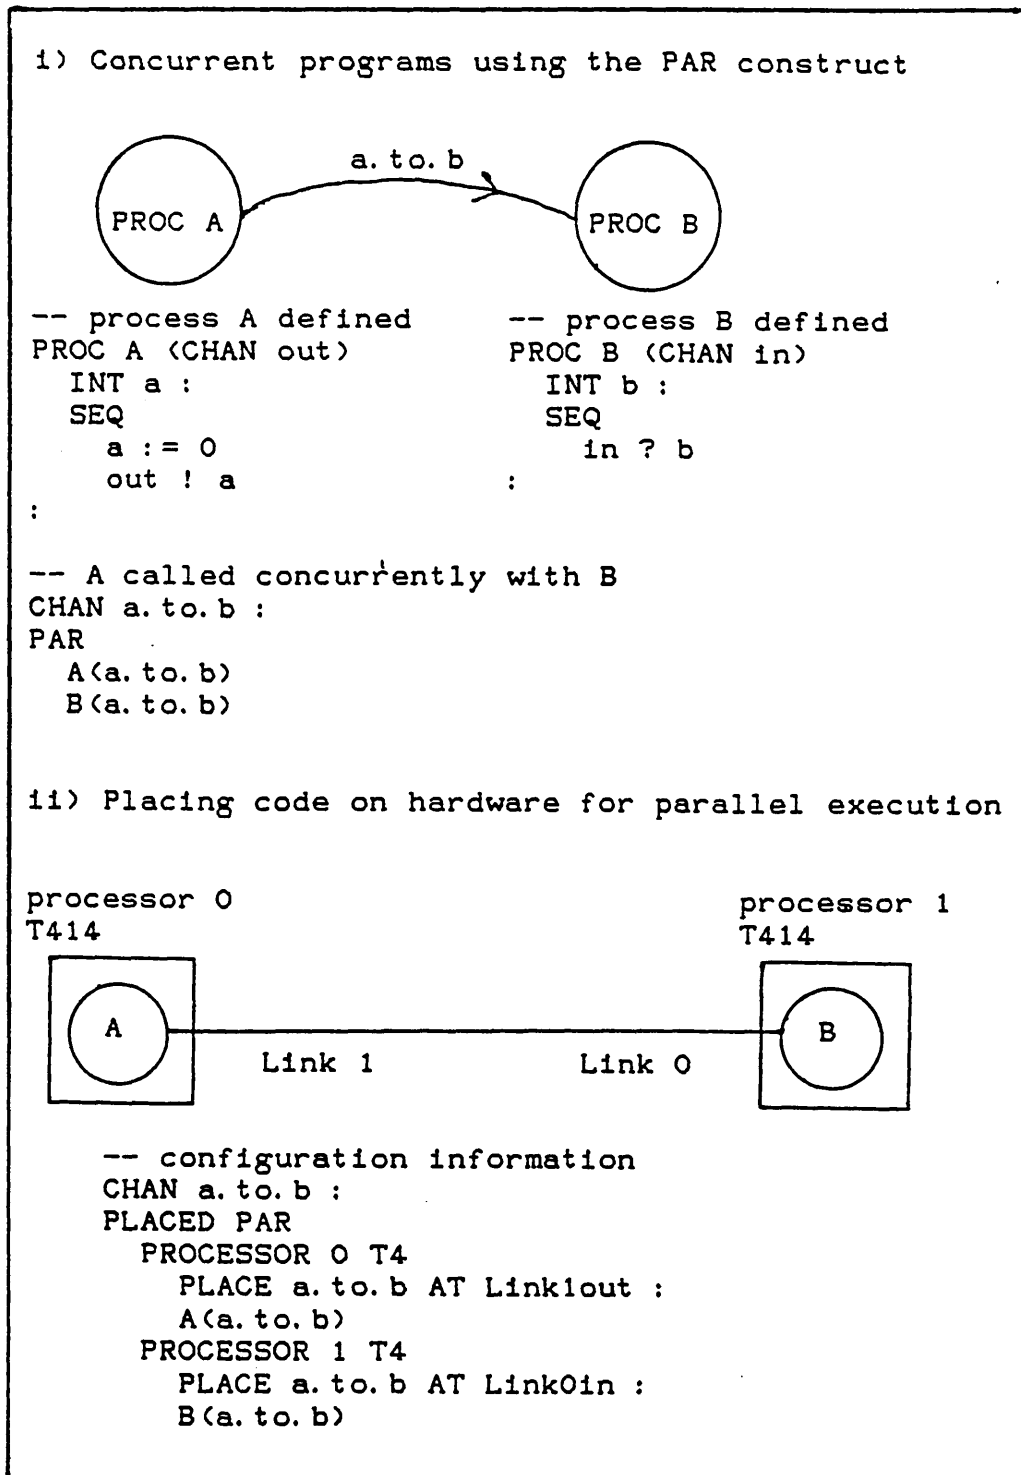 i) Concurrent programs using the PAR construct
a.to.b
PROC A
PROC B
-- process A defined
PROC A (CHAN out)
INT a :
SEQ
a := 0
out ! a
:
-- process B defined
PROC B (CHAN in)
INT b :
SEQ
in ? b
:
-- A called concurrently with B
CHAN a.to.b :
PAR
A(a.to.b)
B(a.to.b)
ii) Placing code on hardware for parallel execution
processor 0
T414
processor 1
T414
A
B
Link 1
Link 0
-- configuration information
CHAN a.to.b :
PLACED PAR
PROCESSOR 0 T4
PLACE a.to.b AT Link1out :
A(a.to.b)
PROCESSOR 1 T4
PLACE a.to.b AT Link0in :
B(a.to.b)